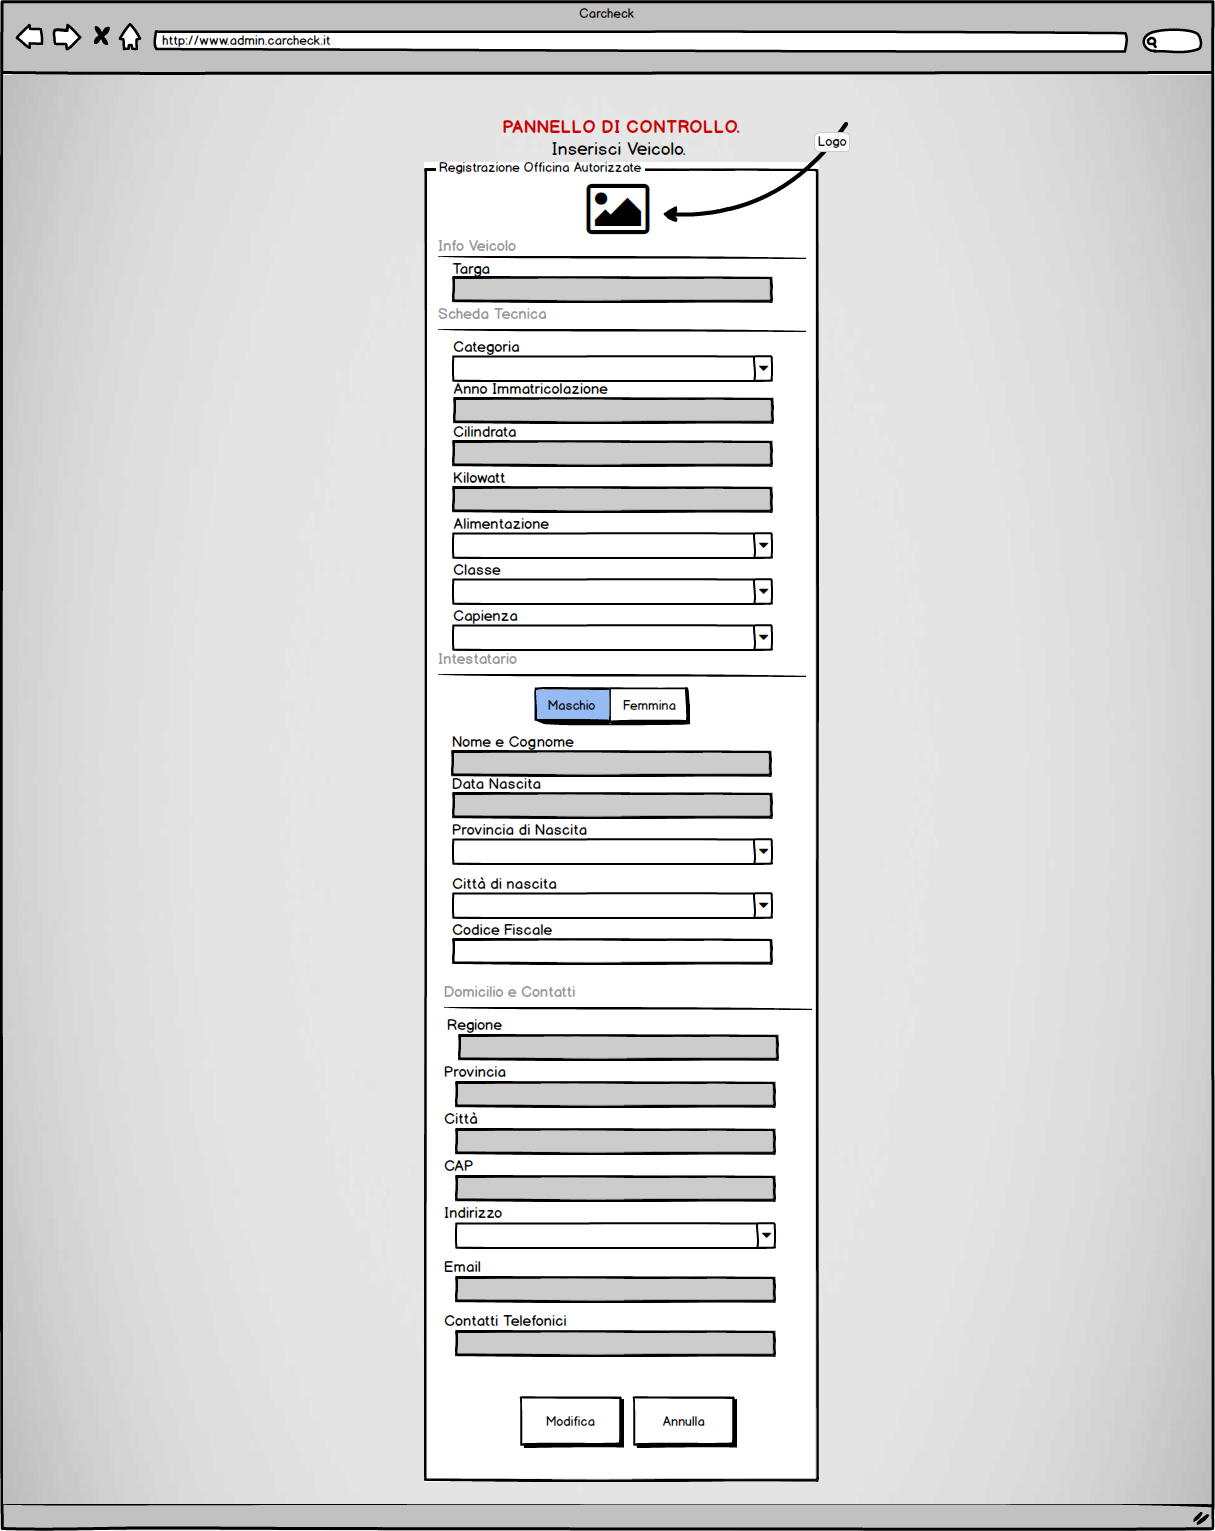 Carcheck
http://www.admin.carcheck.it
PANNELLO DI CONTROLLO.
Logo
Inserisci Veicolo.
Registrazione Officina Autorizzate
Info Veicolo
Targa
Scheda Tecnica
Categoria
Anno Immatricolazione
Cilindrata
Kilowatt
Alimentazione
Classe
Capienza
Intestatario
Maschio Femmina
Nome e Cognome
Data Nascita
Provincia di Nascita
Città di nascita
Codice Fiscale
Domicilio e Contatti
Regione
Provincia
Città
CAP
Indirizzo
Email
Contatti Telefonici
Modifica Annulla